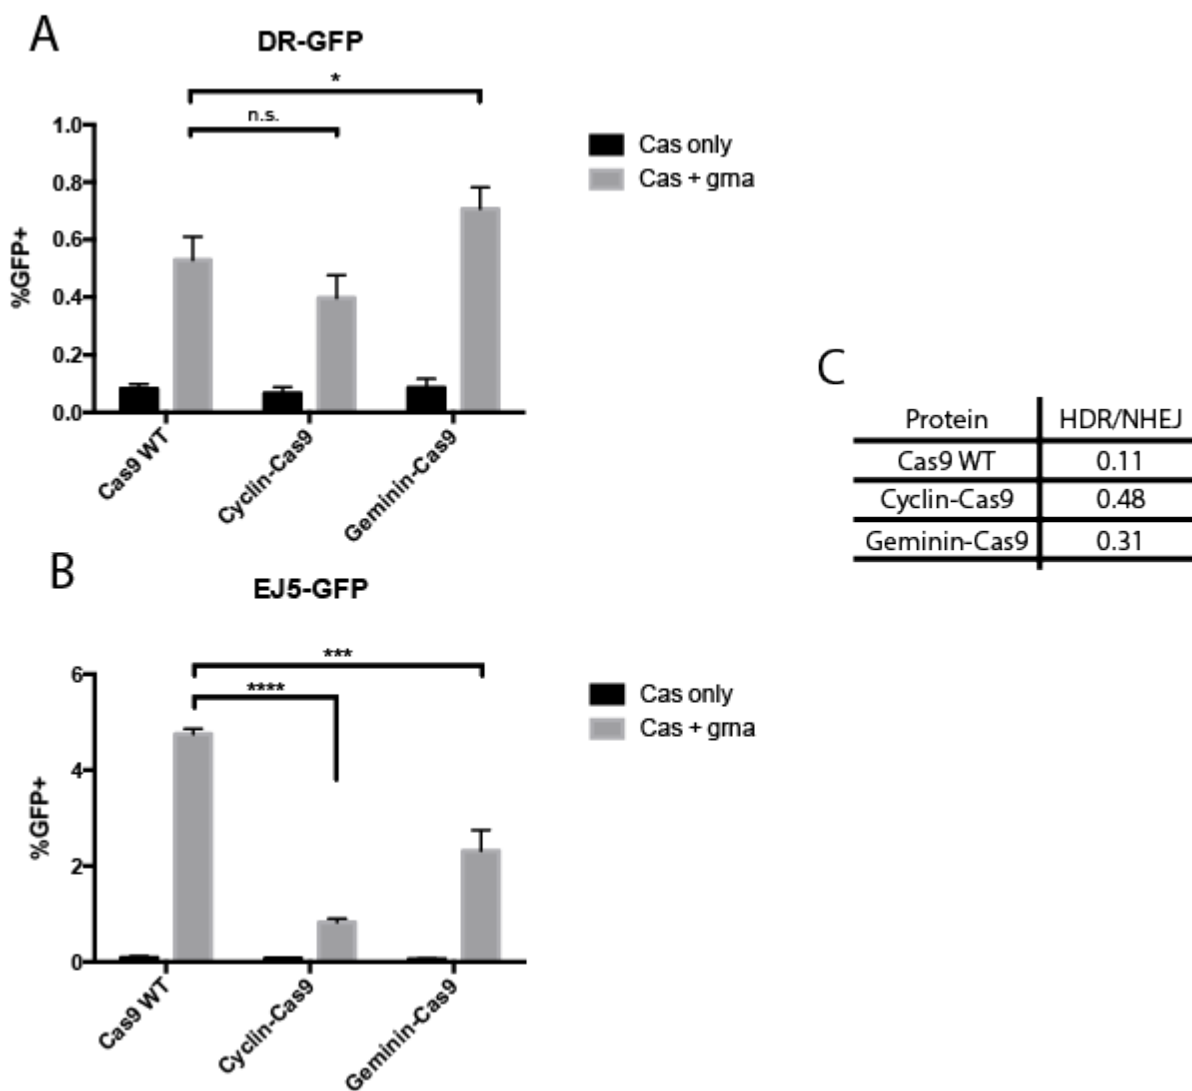 A
DR-GFP
*
n.s.
1.0
0.8
0.6
0.4
0.2
0.0
%GFP+
Cas only
Cas + grna
Cas9 WT
Cyclin-Cas9
Geminin-Cas9
C
Protein HDR/NHEJ
Cas9 WT 0.11
Cyclin-Cas9 0.48
Geminin-Cas9 0.31
B
EJ5-GFP
***
****
6
4
2
0
%GFP+
Cas only
Cas + grna
Cas9 WT
Cyclin-Cas9
Geminin-Cas9